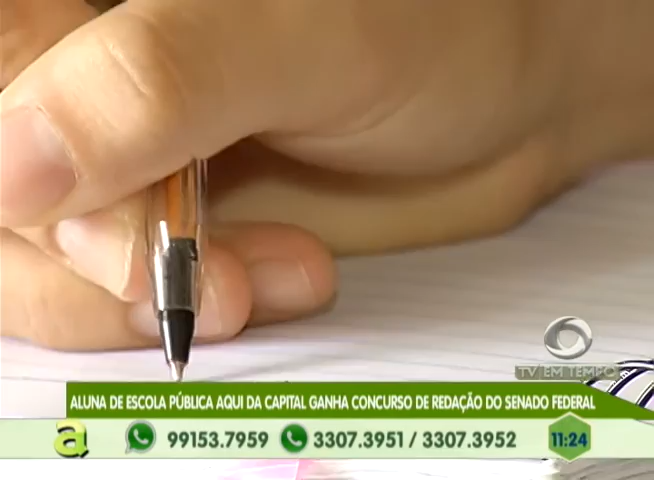 TV EM TEMPO
ALUNA DE ESCOLA PÚBLICA AQUI DA CAPITAL GANHA CONCURSO DE REDAÇÃO DO SENADO FEDERAL
a 99153.7959 3307.3951 / 3307.3952 11:24